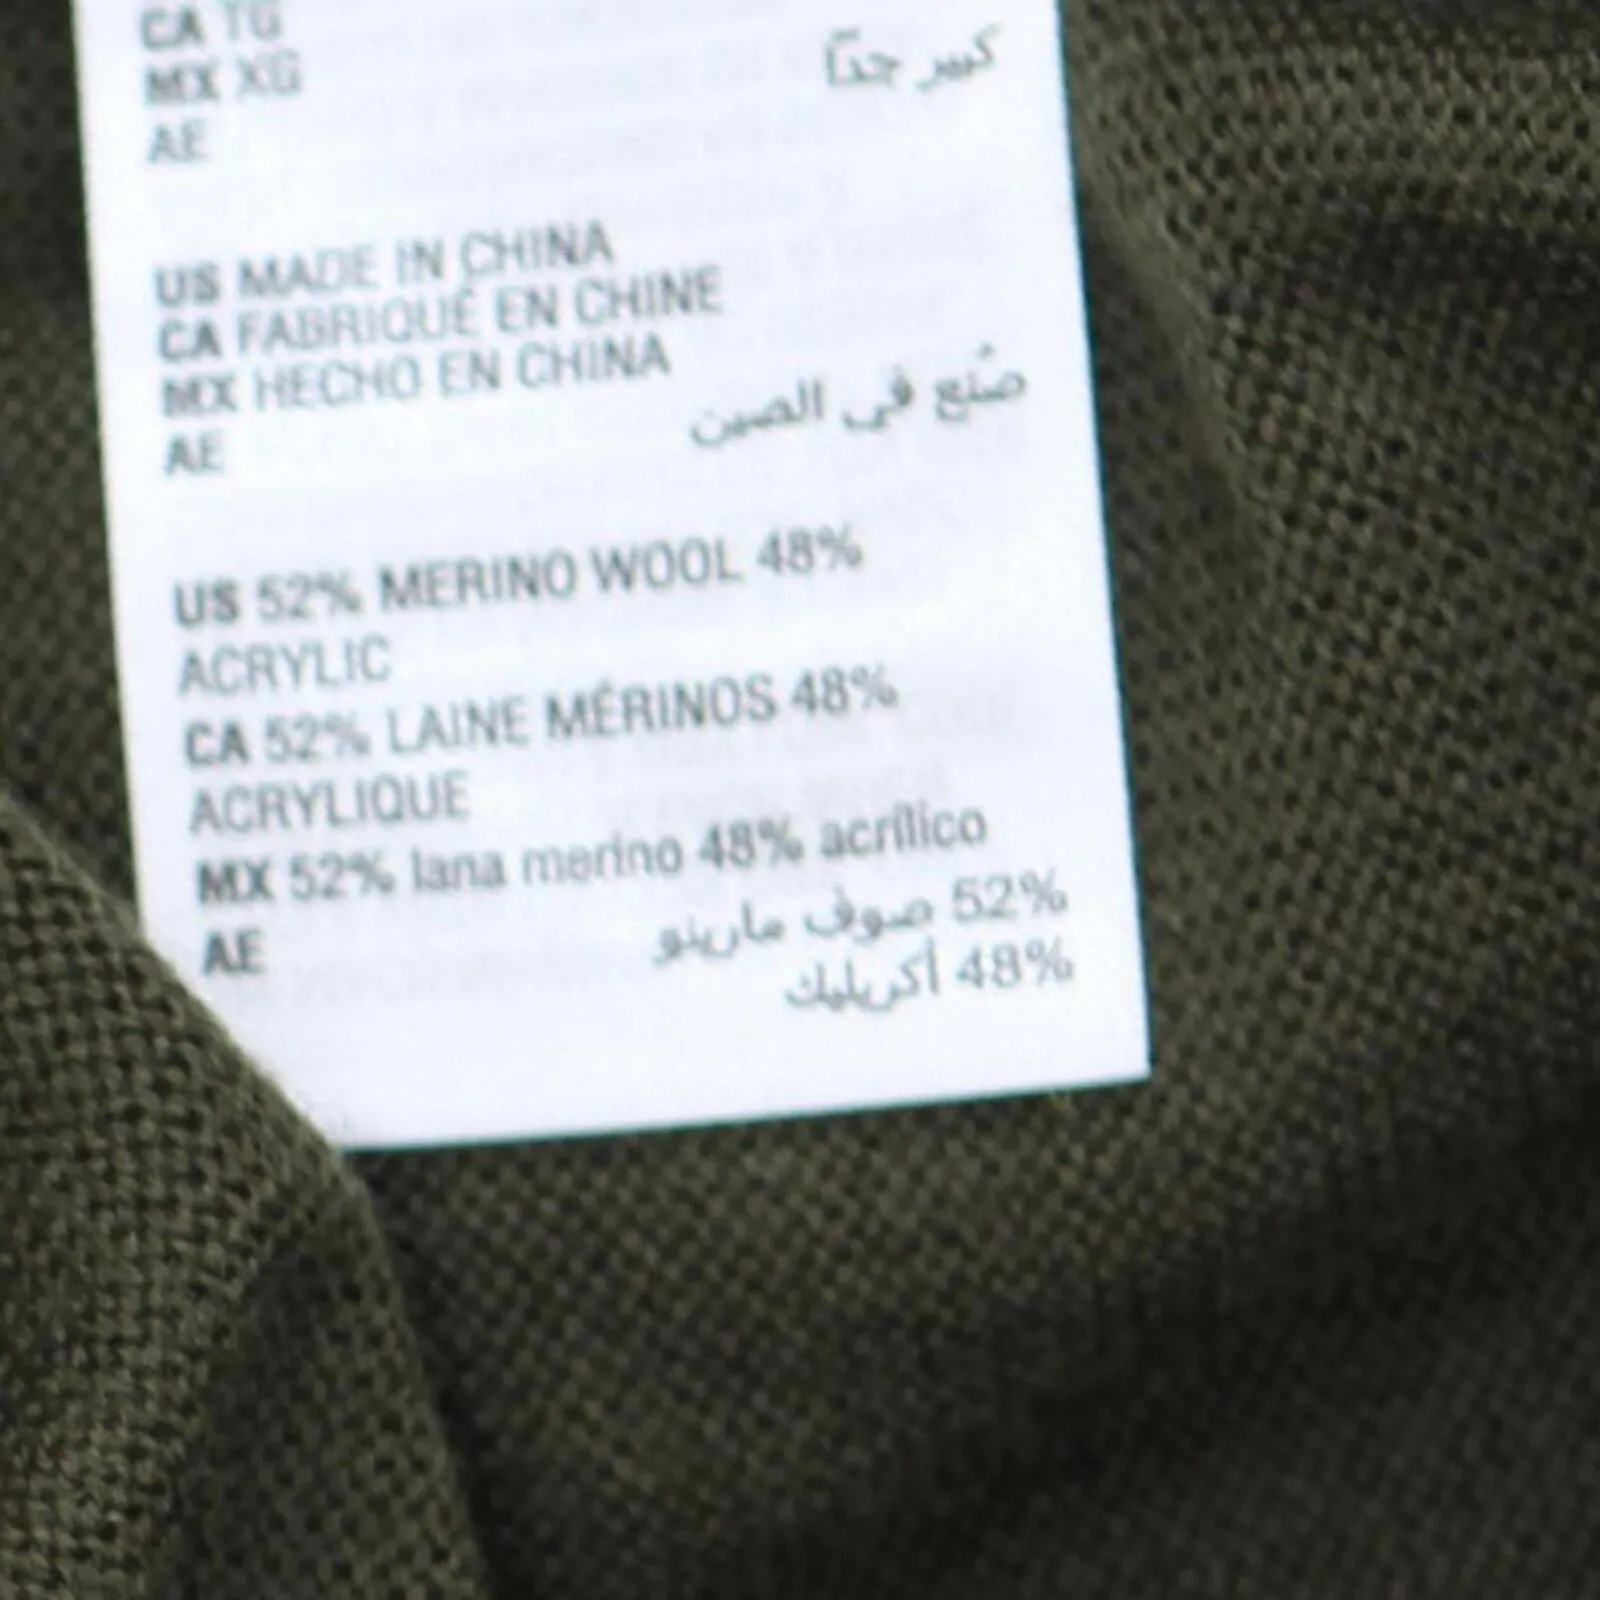 CA TG
MX XG
AE كبير جدًا
US MADE IN CHINA
CA FABRIQUÉ EN CHINE
MX HECHO EN CHINA
AE صُنع في الصين
US 52% MERINO WOOL 48%
ACRYLIC
CA 52% LAINE MÉRINOS 48%
ACRYLIQUE
MX 52% lana merino 48% acrílico
AE 52% صوف مارينو
48% أكريليك